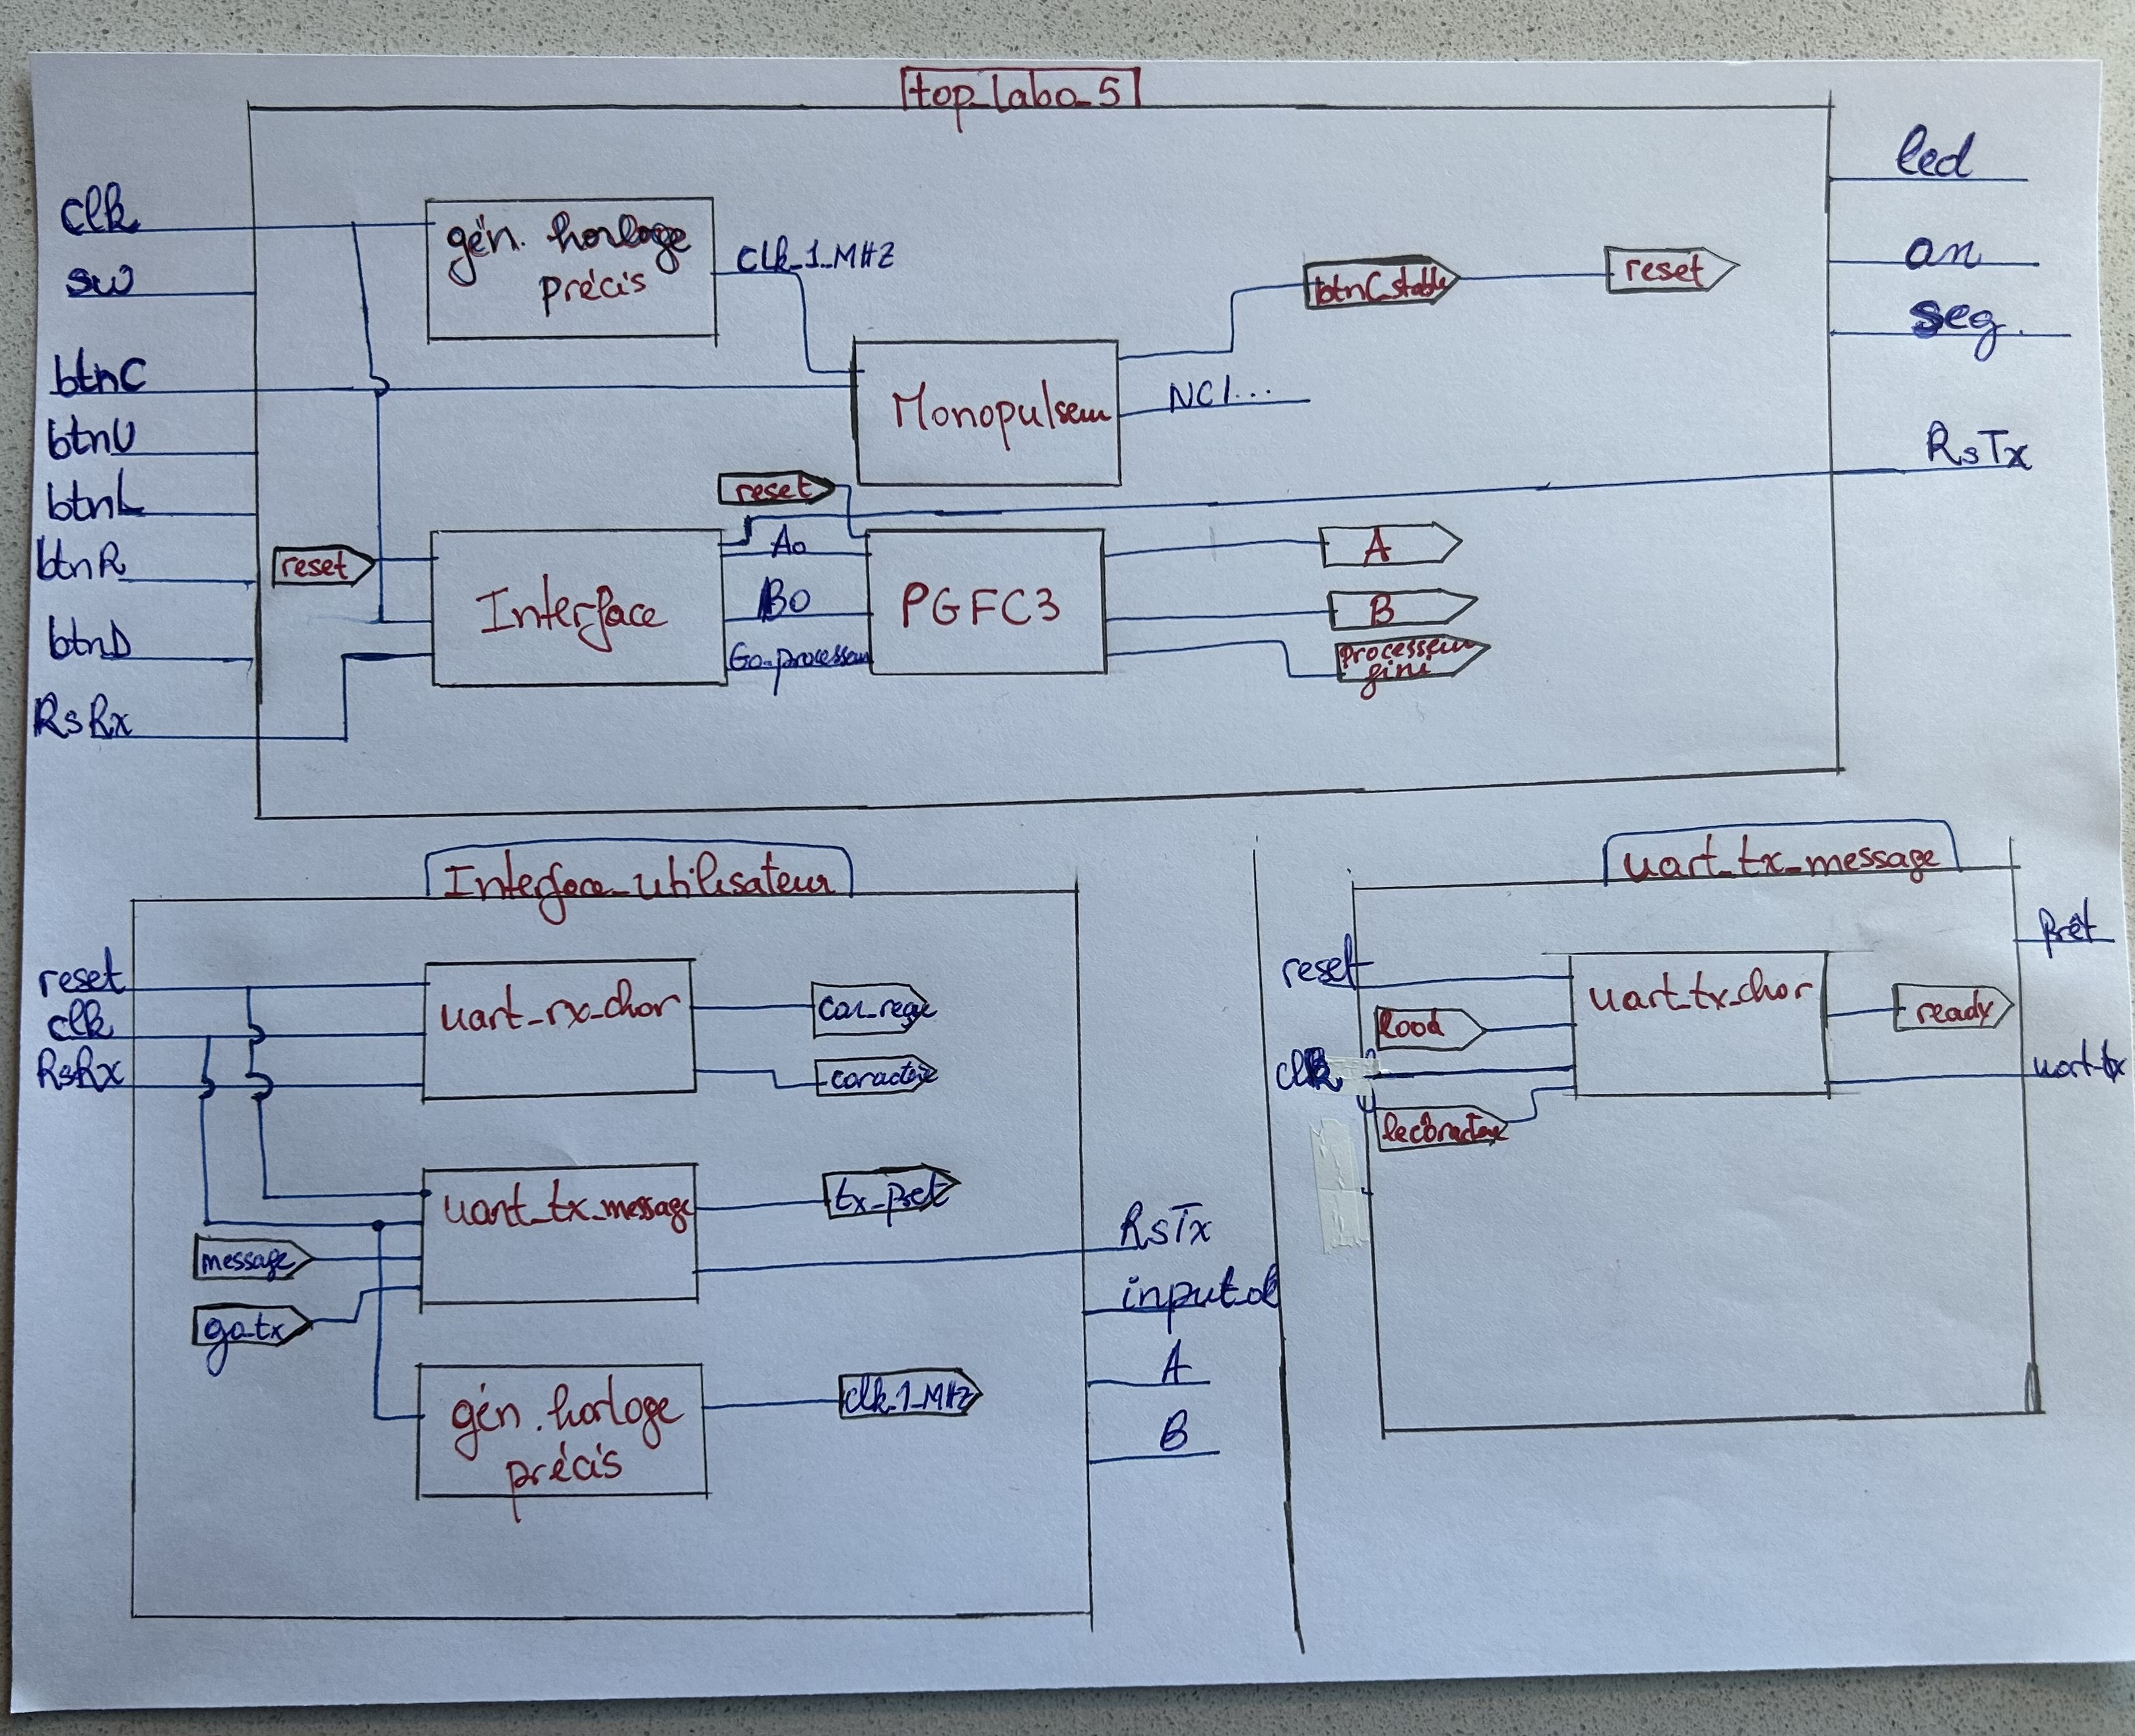 top_labo_5
clk
sw
btnC
btnU
btnL
btnR
btnD
RsRx
gén. horloge
précis
clk_1_MHZ
btnC_stable
reset
Monopulseur
NC1...
reset
reset
Interface
A0
B0
Go_processeur
PGFC3
A
B
Processeur
fini
led
an
seg
RsTx
Interface_utilisateur
reset
clk
RsRx
uart_rx_char
car_reçu
caractère
uart_tx_message
message
go_tx
tx_pret
gén. horloge
précis
clk_1_MHZ
RsTx
input_ok
A
B
uart_tx_message
reset
load
clk
uart_tx_char
ready
Prêt
uart_tx